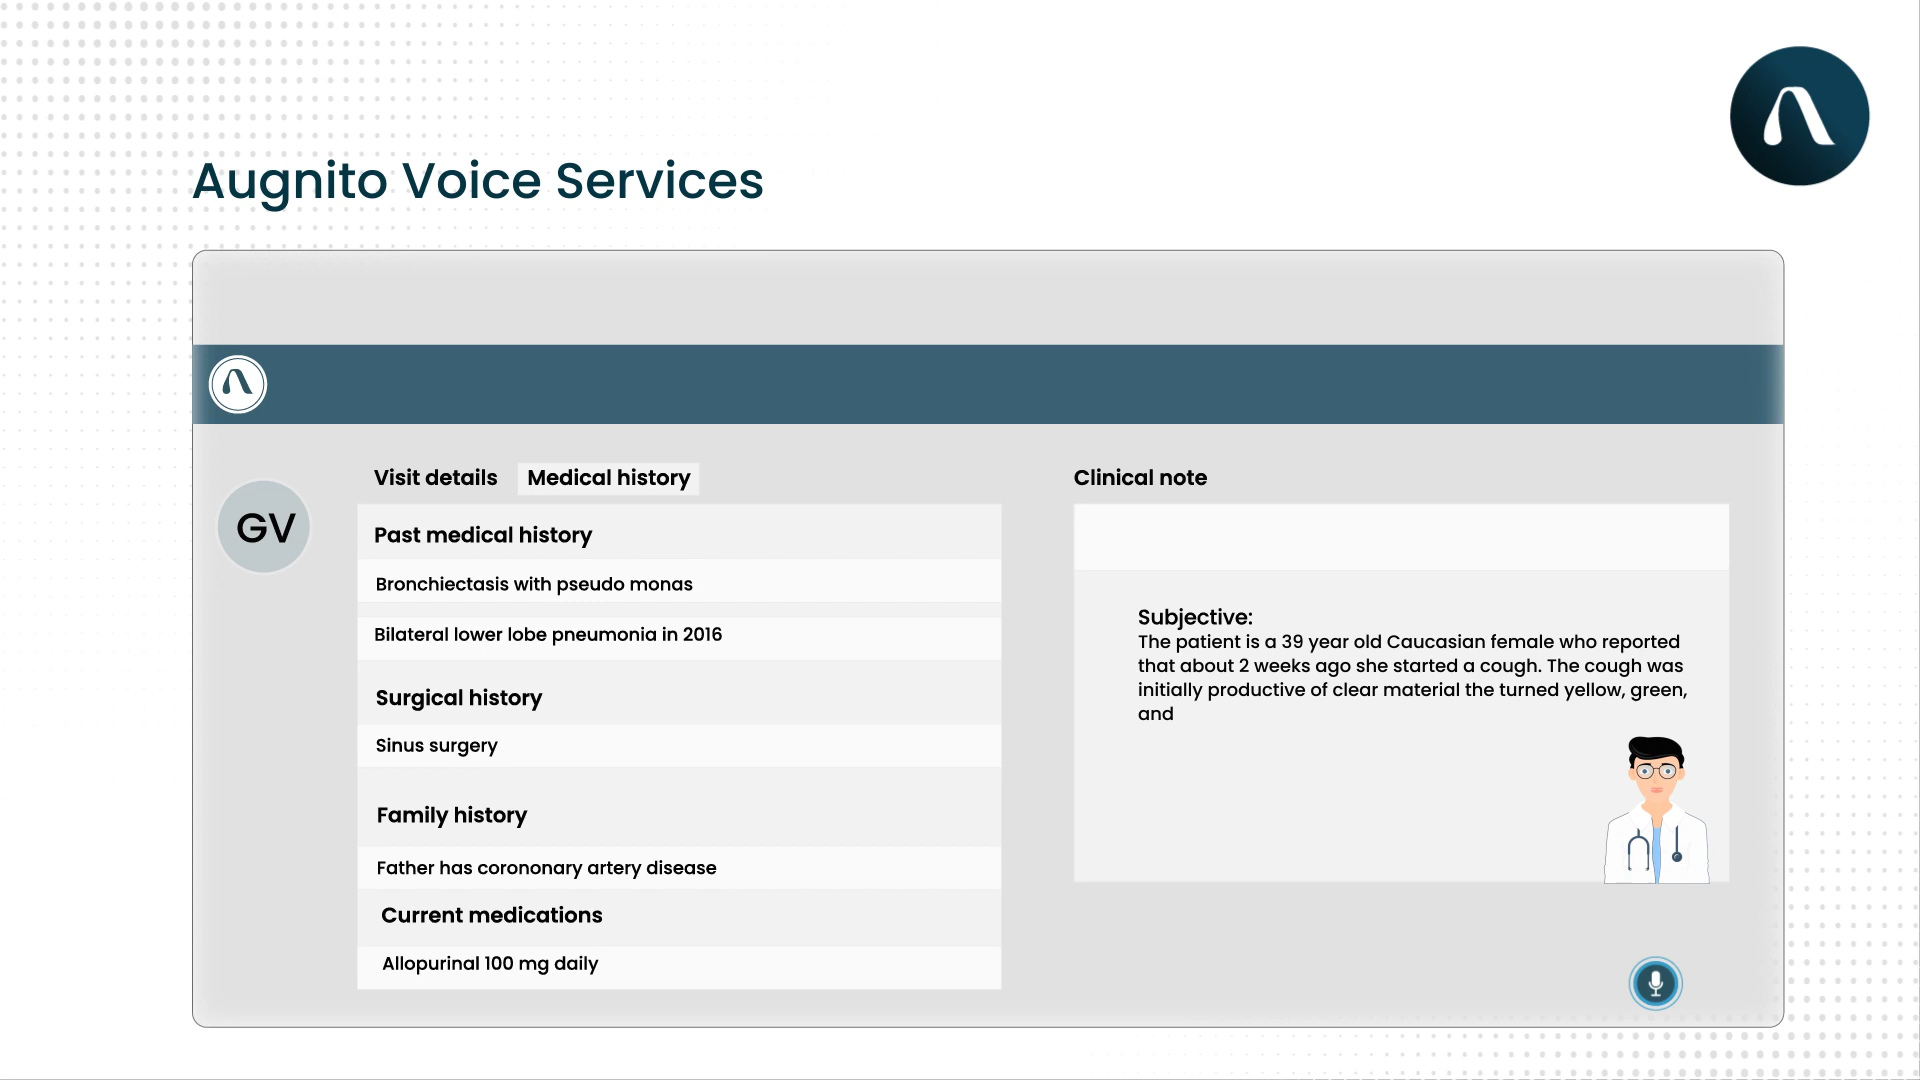 Augnito Voice Services
GV
Visit details
Medical history
Past medical history
Bronchiectasis with pseudo monas
Bilateral lower lobe pneumonia in 2016
Surgical history
Sinus surgery
Family history
Father has corononary artery disease
Current medications
Allopurinal 100 mg daily
Clinical note
Subjective:
The patient is a 39 year old Caucasian female who reported
that about 2 weeks ago she started a cough. The cough was
initially productive of clear material the turned yellow, green,
and